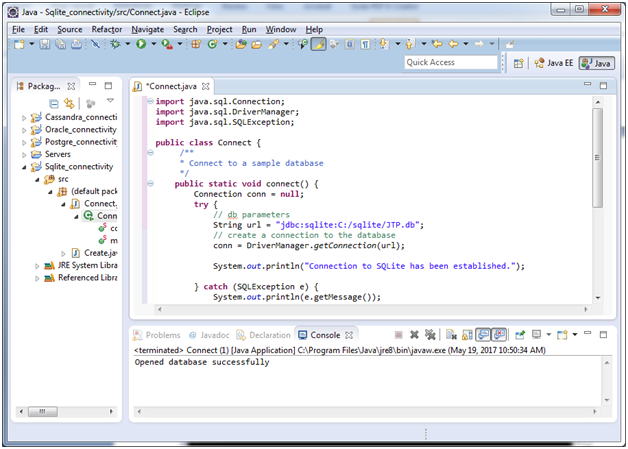 Java - Sqlite_connectivity/src/Connect.java - Eclipse
File Edit Source Refactor Navigate Search Project Run Window Help
Quick Access
Java EE
Java
Packag...
*Connect.java
Cassandra_connecti
Oracle_connectivity
Postgre_connectivity
Servers
Sqlite_connectivity
src
(default pack
Connect.
Conn
cc
m
Create.jav
JRE System Libra
Referenced Libra
import java.sql.Connection;
import java.sql.DriverManager;
import java.sql.SQLException;
public class Connect {
/**
* Connect to a sample database
*/
public static void connect() {
Connection conn = null;
try {
// db parameters
String url = "jdbc:sqlite:C:/sqlite/JTP.db";
// create a connection to the database
conn = DriverManager.getConnection(url);
System.out.println("Connection to SQLite has been established.");
} catch (SQLException e) {
System.out.println(e.getMessage());
Problems @ Javadoc Declaration Console
<terminated> Connect (1) [Java Application] C:\Program Files\Java\jre8\bin\javaw.exe (May 19, 2017 10:50:34 AM)
Opened database successfully